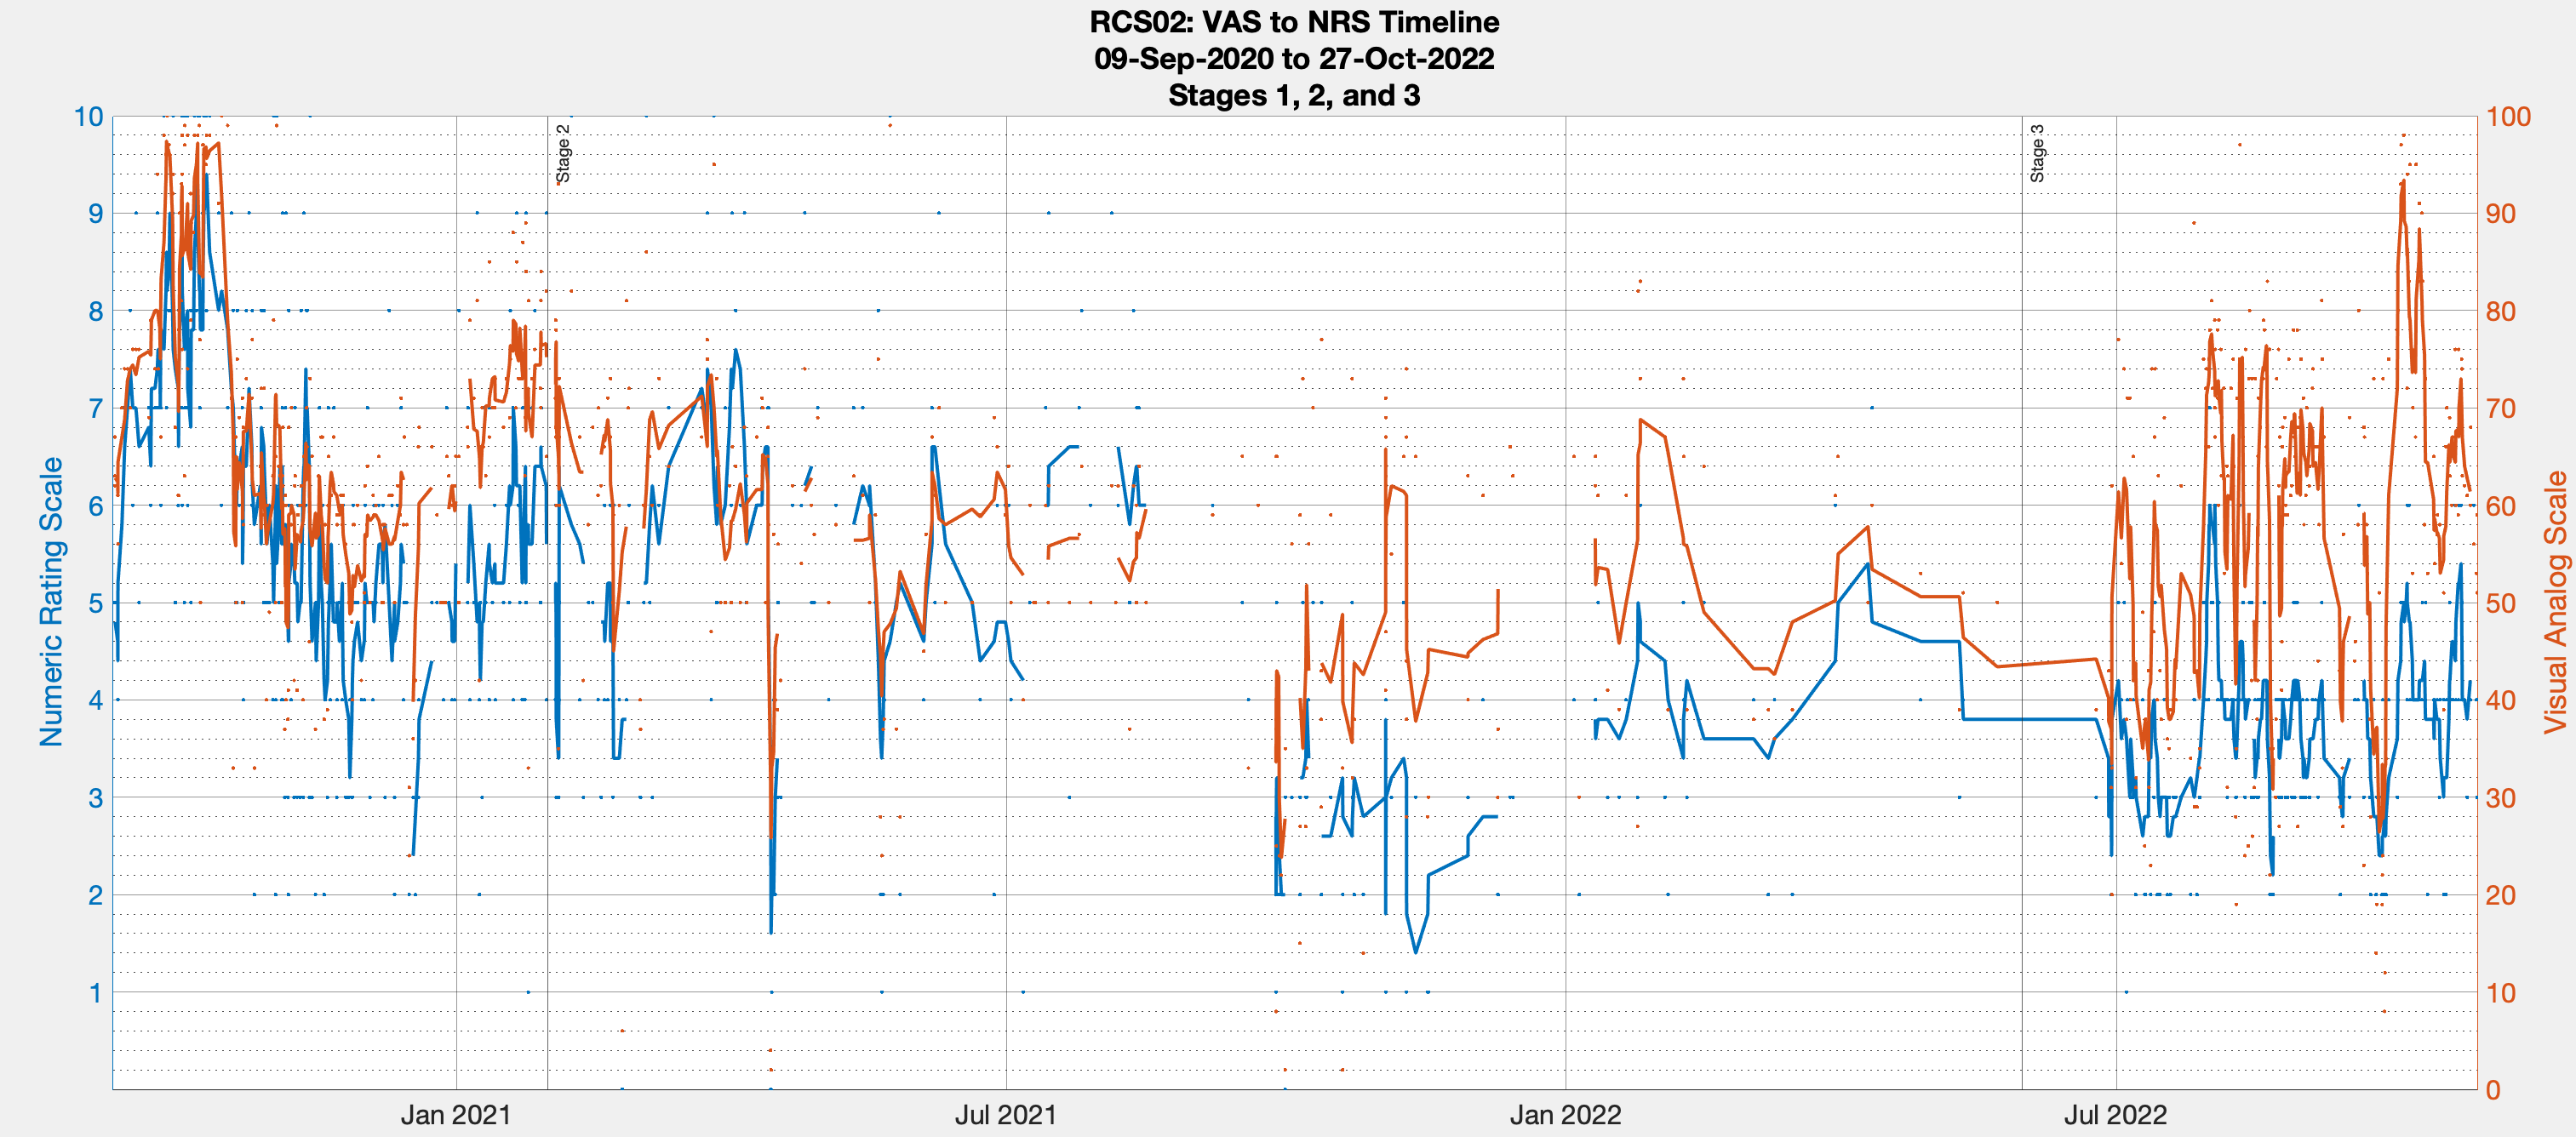 RCS02: VAS to NRS Timeline
09-Sep-2020 to 27-Oct-2022
Stages 1, 2, and 3
Numeric Rating Scale
10
9
8
7
6
5
4
3
2
1
Stage 2
Stage 3
100
90
80
70
60
50
40
30
20
10
0
Visual Analog Scale
Jan 2021
Jul 2021
Jan 2022
Jul 2022